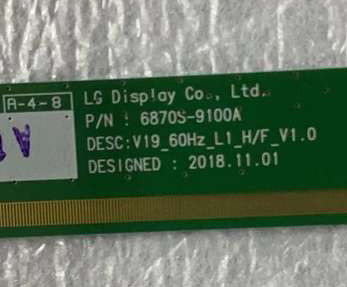 A-4-8
LG Display Co., Ltd.
P/N : 6870S-9100A
DESC:V19_60Hz_L1_H/F_V1.0
DESIGNED : 2018.11.01